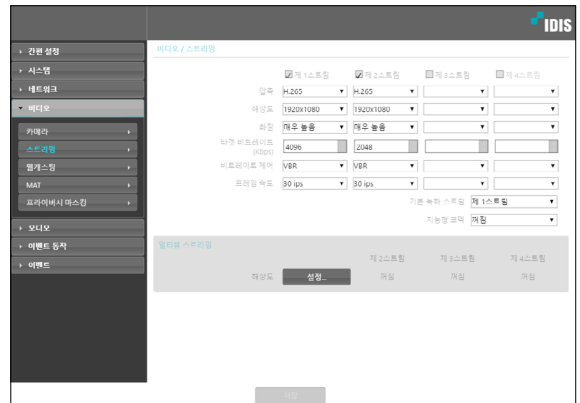 IDIS
간편 설정
시스템
네트워크
비디오
카메라
스트리밍
웹캐스팅
MAT
프라이버시 마스킹
오디오
이벤트 동작
이벤트
비디오 / 스트리밍
제 1스트림 제 2스트림 제 3스트림 제 4스트림
압축 H.265 H.265
해상도 1920x1080 1920x1080
화질 매우 높음 매우 높음
타겟 비트레이트 (Kbps) 4096 2048
비트레이트 제어 VBR VBR
프레임 속도 30 ips 30 ips
기본 녹화 스트림 제 1스트림
지능형 코덱 꺼짐
멀티뷰 스트리밍
제 2스트림 제 3스트림 제 4스트림
해상도 설정... 꺼짐 꺼짐 꺼짐
저장